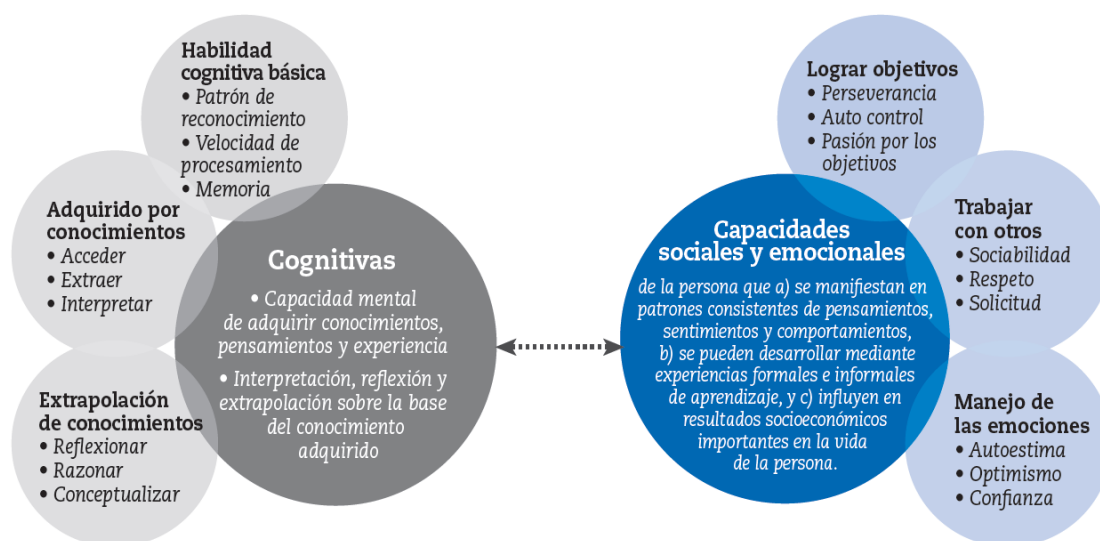 Habilidad
cognitiva básica
• Patrón de
reconocimiento
• Velocidad de
procesamiento
• Memoria
Adquirido por
conocimientos
• Acceder
• Extraer
• Interpretar
Extrapolación
de conocimientos
• Reflexionar
• Razonar
• Conceptualizar
Cognitivas
• Capacidad mental
de adquirir conocimientos,
pensamientos y experiencia
• Interpretación, reflexión y
extrapolación sobre la base
del conocimiento
adquirido
Capacidades
sociales y emocionales
de la persona que a) se manifiestan en
patrones consistentes de pensamientos,
sentimientos y comportamientos,
b) se pueden desarrollar mediante
experiencias formales e informales
de aprendizaje, y c) influyen en
resultados socioeconómicos
importantes en la vida
de la persona.
Lograr objetivos
• Perseverancia
• Auto control
• Pasión por los
objetivos
Trabajar
con otros
• Sociabilidad
• Respeto
• Solicitud
Manejo de
las emociones
• Autoestima
• Optimismo
• Confianza